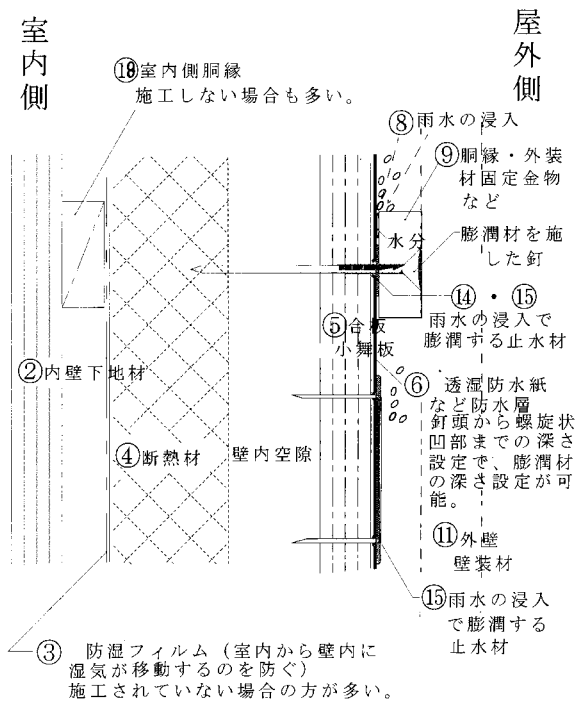 室内側
屋外側
⑲室内側胴縁
施工しない場合も多い。
⑧雨水の浸入
⑨胴縁・外装
材固定金物
など
水分
膨潤材を施
した釘
⑭・⑮
雨水の浸入で
膨潤する止水材
⑤合板
小舞板
②内壁下地材
⑥ 透湿防水紙
など防水層
釘頭から螺旋状
凹部までの深さ
設定で、膨潤材
の深さ設定が可
能。
④断熱材
壁内空隙
⑪外壁
壁装材
⑮雨水の浸入
で膨潤する
止水材
③ 防湿フィルム（室内から壁内に
湿気が移動するのを防ぐ）
施工されていない場合の方が多い。